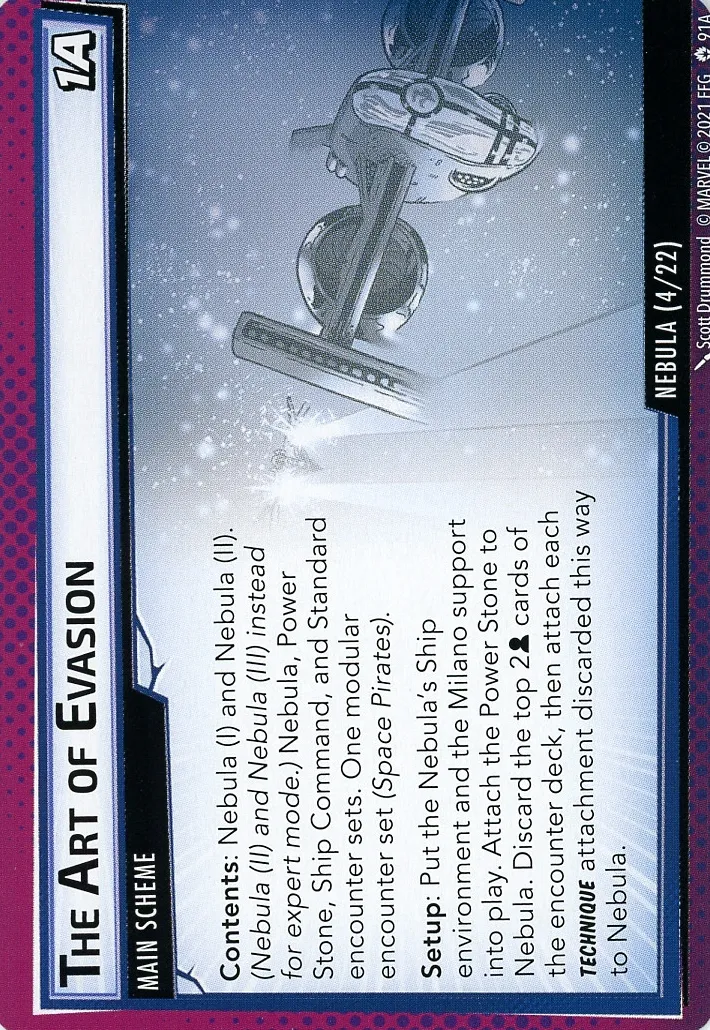 THE ART OF EVASION
1A
MAIN SCHEME
Contents: Nebula (I) and Nebula (II).
(Nebula (II) and Nebula (III) instead
for expert mode.) Nebula, Power
Stone, Ship Command, and Standard
encounter sets. One modular
encounter set (Space Pirates).
Setup: Put the Nebula's Ship
environment and the Milano support
into play. Attach the Power Stone to
Nebula. Discard the top 2 cards of
the encounter deck, then attach each
TECHNIQUE attachment discarded this way
to Nebula.
NEBULA (4/22)
Scott Drummond © MARVEL © 2021 FFG 91A